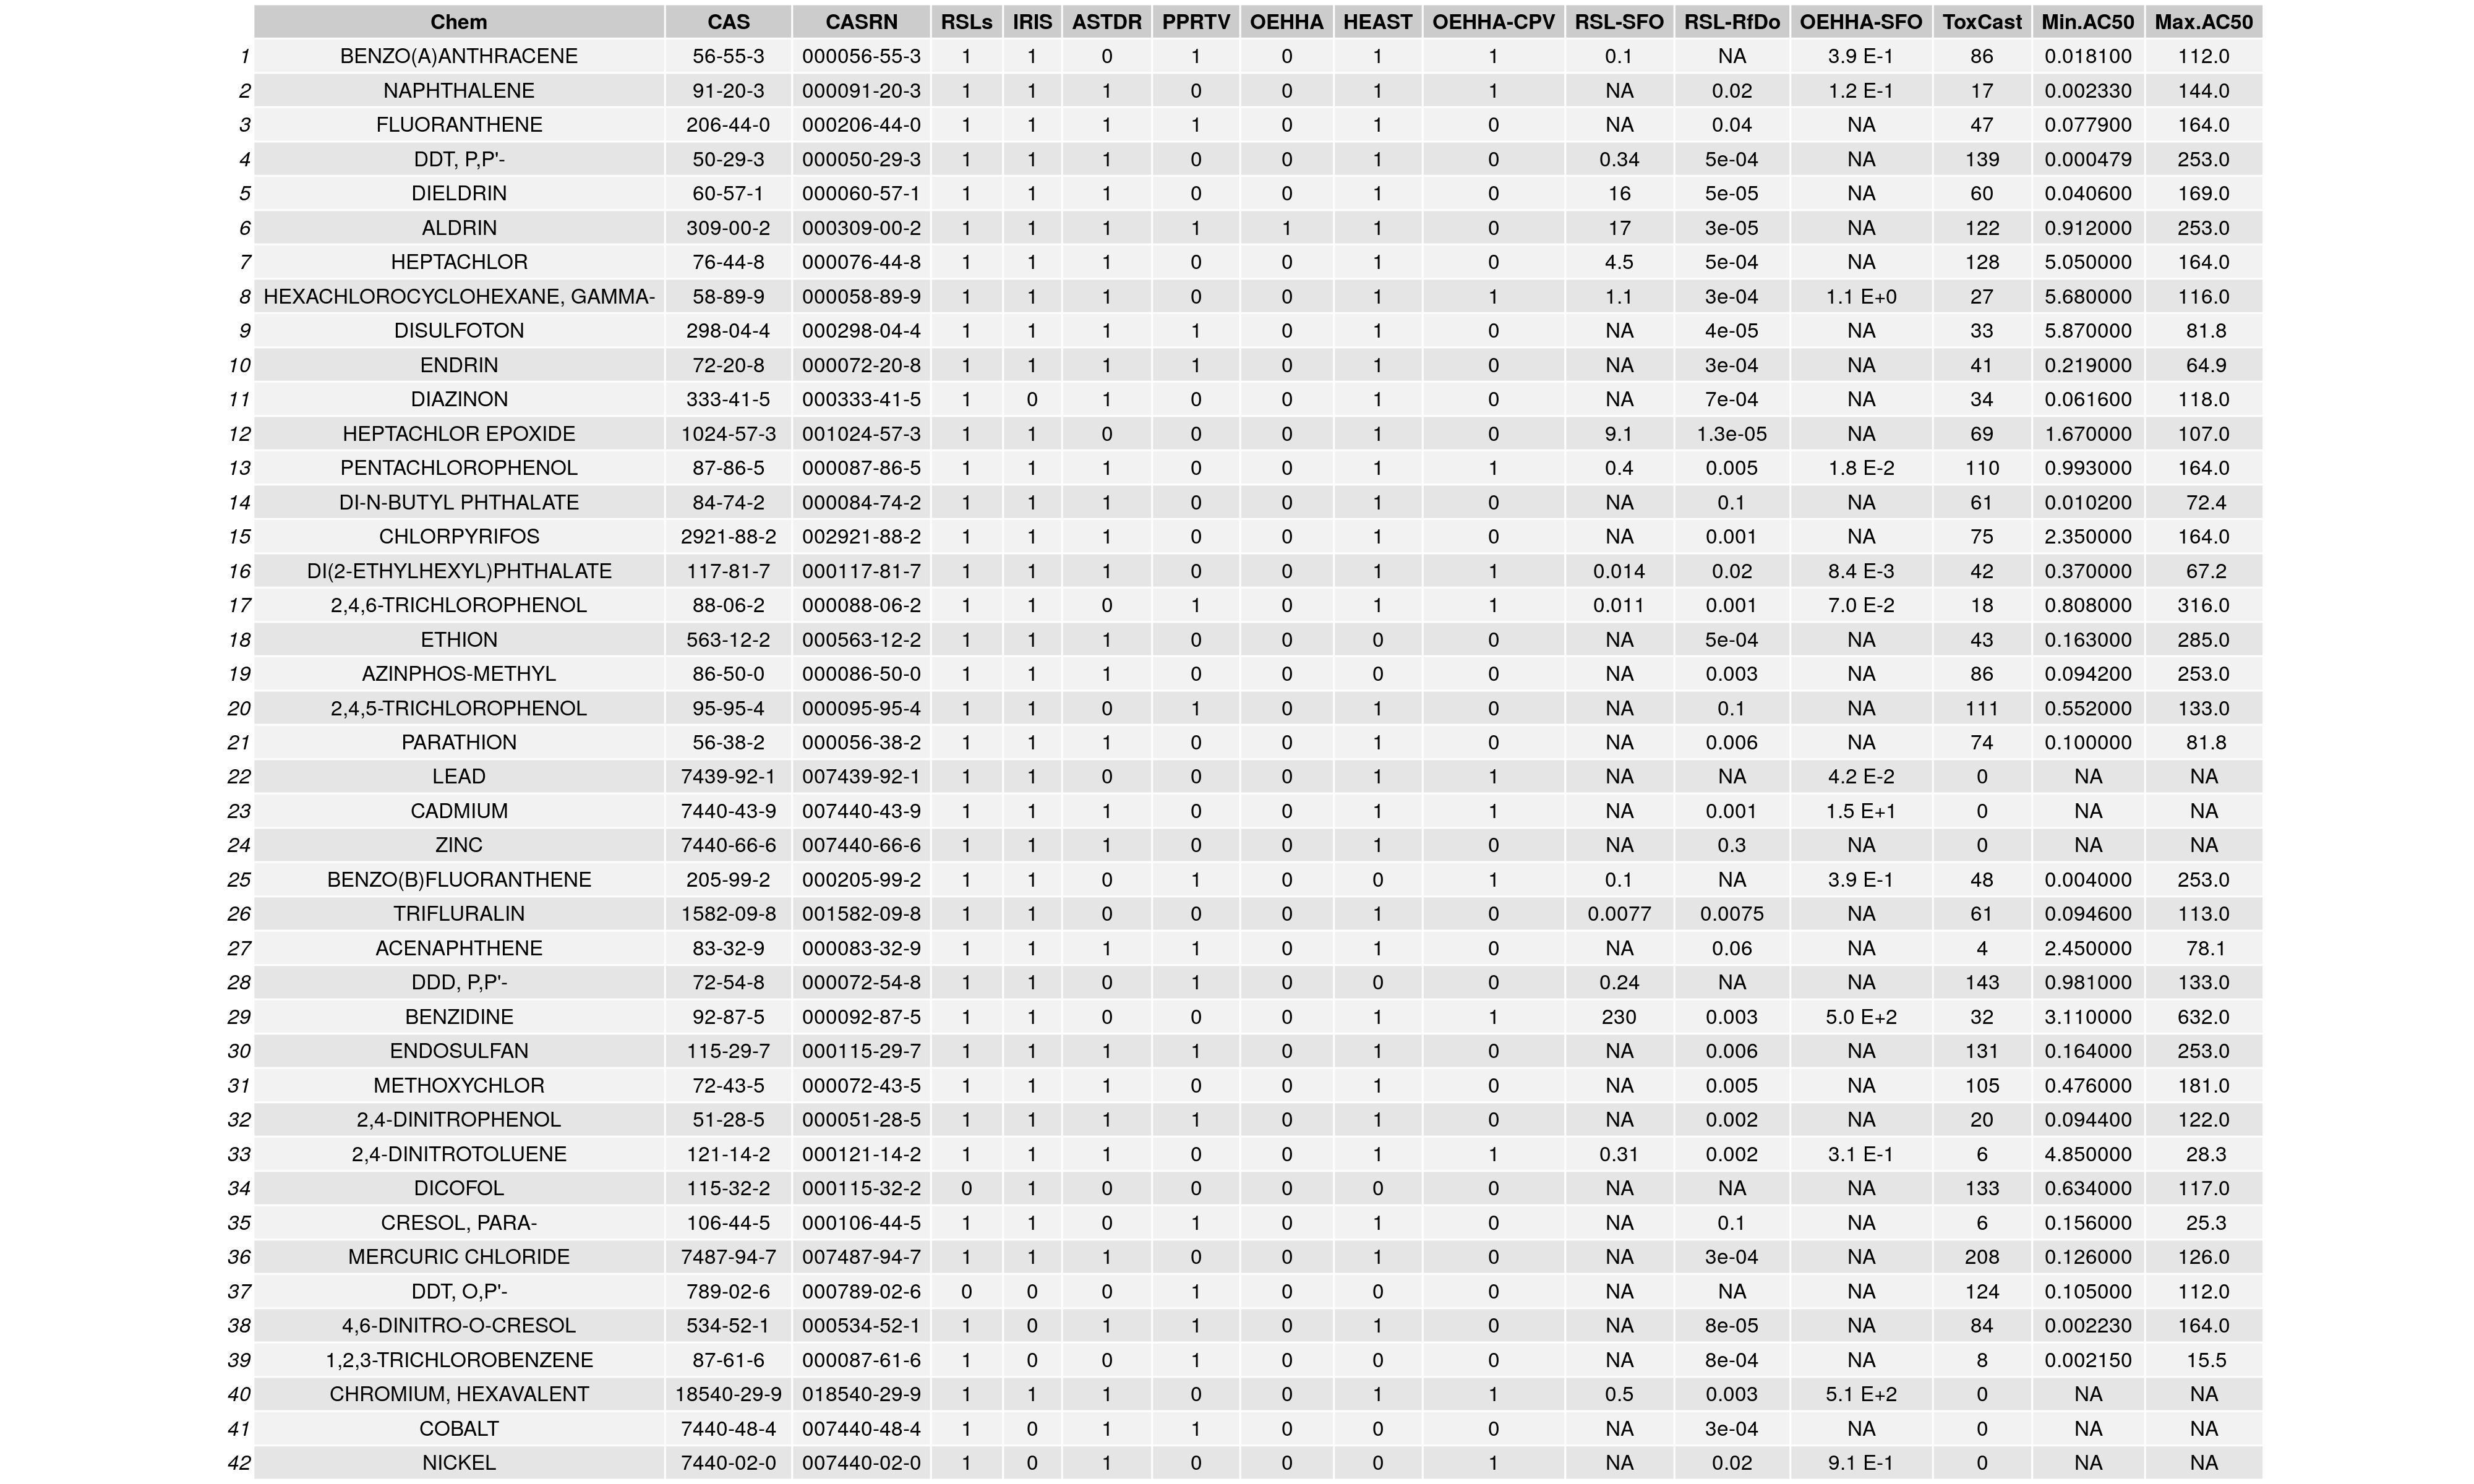 Chem CAS CASRN RSLs IRIS ASTDR PPRTV OEHHA HEAST OEHHA-CPV RSL-SFO RSL-RfDo OEHHA-SFO ToxCast Min.AC50 Max.AC50
1 BENZO(A)ANTHRACENE 56-55-3 000056-55-3 1 1 0 1 0 1 1 0.1 NA 3.9 E-1 86 0.018100 112.0
2 NAPHTHALENE 91-20-3 000091-20-3 1 1 1 0 0 1 1 NA 0.02 1.2 E-1 17 0.002330 144.0
3 FLUORANTHENE 206-44-0 000206-44-0 1 1 1 1 0 1 0 NA 0.04 NA 47 0.077900 164.0
4 DDT, P,P'- 50-29-3 000050-29-3 1 1 1 0 0 1 0 0.34 5e-04 NA 139 0.000479 253.0
5 DIELDRIN 60-57-1 000060-57-1 1 1 1 0 0 1 0 16 5e-05 NA 60 0.040600 169.0
6 ALDRIN 309-00-2 000309-00-2 1 1 1 1 1 1 0 17 3e-05 NA 122 0.912000 253.0
7 HEPTACHLOR 76-44-8 000076-44-8 1 1 1 0 0 1 0 4.5 5e-04 NA 128 5.050000 164.0
8 HEXACHLOROCYCLOHEXANE, GAMMA- 58-89-9 000058-89-9 1 1 1 0 0 1 1 1.1 3e-04 1.1 E+0 27 5.680000 116.0
9 DISULFOTON 298-04-4 000298-04-4 1 1 1 1 0 1 0 NA 4e-05 NA 33 5.870000 81.8
10 ENDRIN 72-20-8 000072-20-8 1 1 1 1 0 1 0 NA 3e-04 NA 41 0.219000 64.9
11 DIAZINON 333-41-5 000333-41-5 1 0 1 0 0 1 0 NA 7e-04 NA 34 0.061600 118.0
12 HEPTACHLOR EPOXIDE 1024-57-3 001024-57-3 1 1 0 0 0 1 0 9.1 1.3e-05 NA 69 1.670000 107.0
13 PENTACHLOROPHENOL 87-86-5 000087-86-5 1 1 1 0 0 1 1 0.4 0.005 1.8 E-2 110 0.993000 164.0
14 DI-N-BUTYL PHTHALATE 84-74-2 000084-74-2 1 1 1 0 0 1 0 NA 0.1 NA 61 0.010200 72.4
15 CHLORPYRIFOS 2921-88-2 002921-88-2 1 1 1 0 0 1 0 NA 0.001 NA 75 2.350000 164.0
16 DI(2-ETHYLHEXYL)PHTHALATE 117-81-7 000117-81-7 1 1 1 0 0 1 1 0.014 0.02 8.4 E-3 42 0.370000 67.2
17 2,4,6-TRICHLOROPHENOL 88-06-2 000088-06-2 1 1 0 1 0 1 1 0.011 0.001 7.0 E-2 18 0.808000 316.0
18 ETHION 563-12-2 000563-12-2 1 1 1 0 0 0 0 NA 5e-04 NA 43 0.163000 285.0
19 AZINPHOS-METHYL 86-50-0 000086-50-0 1 1 1 0 0 0 0 NA 0.003 NA 86 0.094200 253.0
20 2,4,5-TRICHLOROPHENOL 95-95-4 000095-95-4 1 1 0 1 0 1 0 NA 0.1 NA 111 0.552000 133.0
21 PARATHION 56-38-2 000056-38-2 1 1 1 0 0 1 0 NA 0.006 NA 74 0.100000 81.8
22 LEAD 7439-92-1 007439-92-1 1 1 0 0 0 1 1 NA NA 4.2 E-2 0 NA NA
23 CADMIUM 7440-43-9 007440-43-9 1 1 1 0 0 1 1 NA 0.001 1.5 E+1 0 NA NA
24 ZINC 7440-66-6 007440-66-6 1 1 1 0 0 1 0 NA 0.3 NA 0 NA NA
25 BENZO(B)FLUORANTHENE 205-99-2 000205-99-2 1 1 0 1 0 0 1 0.1 NA 3.9 E-1 48 0.004000 253.0
26 TRIFLURALIN 1582-09-8 001582-09-8 1 1 0 0 0 1 0 0.0077 0.0075 NA 61 0.094600 113.0
27 ACENAPHTHENE 83-32-9 000083-32-9 1 1 1 1 0 1 0 NA 0.06 NA 4 2.450000 78.1
28 DDD, P,P'- 72-54-8 000072-54-8 1 1 0 1 0 0 0 0.24 NA NA 143 0.981000 133.0
29 BENZIDINE 92-87-5 000092-87-5 1 1 0 0 0 1 1 230 0.003 5.0 E+2 32 3.110000 632.0
30 ENDOSULFAN 115-29-7 000115-29-7 1 1 1 1 0 1 0 NA 0.006 NA 131 0.164000 253.0
31 METHOXYCHLOR 72-43-5 000072-43-5 1 1 1 0 0 1 0 NA 0.005 NA 105 0.476000 181.0
32 2,4-DINITROPHENOL 51-28-5 000051-28-5 1 1 1 1 0 1 0 NA 0.002 NA 20 0.094400 122.0
33 2,4-DINITROTOLUENE 121-14-2 000121-14-2 1 1 1 0 0 1 1 0.31 0.002 3.1 E-1 6 4.850000 28.3
34 DICOFOL 115-32-2 000115-32-2 0 1 0 0 0 0 0 NA NA NA 133 0.634000 117.0
35 CRESOL, PARA- 106-44-5 000106-44-5 1 1 0 1 0 1 0 NA 0.1 NA 6 0.156000 25.3
36 MERCURIC CHLORIDE 7487-94-7 007487-94-7 1 1 1 0 0 1 0 NA 3e-04 NA 208 0.126000 126.0
37 DDT, O,P'- 789-02-6 000789-02-6 0 0 0 1 0 0 0 NA NA NA 124 0.105000 112.0
38 4,6-DINITRO-O-CRESOL 534-52-1 000534-52-1 1 0 1 1 0 1 0 NA 8e-05 NA 84 0.002230 164.0
39 1,2,3-TRICHLOROBENZENE 87-61-6 000087-61-6 1 0 0 1 0 0 0 NA 8e-04 NA 8 0.002150 15.5
40 CHROMIUM, HEXAVALENT 18540-29-9 018540-29-9 1 1 1 0 0 1 1 0.5 0.003 5.1 E+2 0 NA NA
41 COBALT 7440-48-4 007440-48-4 1 0 1 1 0 0 0 NA 3e-04 NA 0 NA NA
42 NICKEL 7440-02-0 007440-02-0 1 0 1 0 0 0 1 NA 0.02 9.1 E-1 0 NA NA